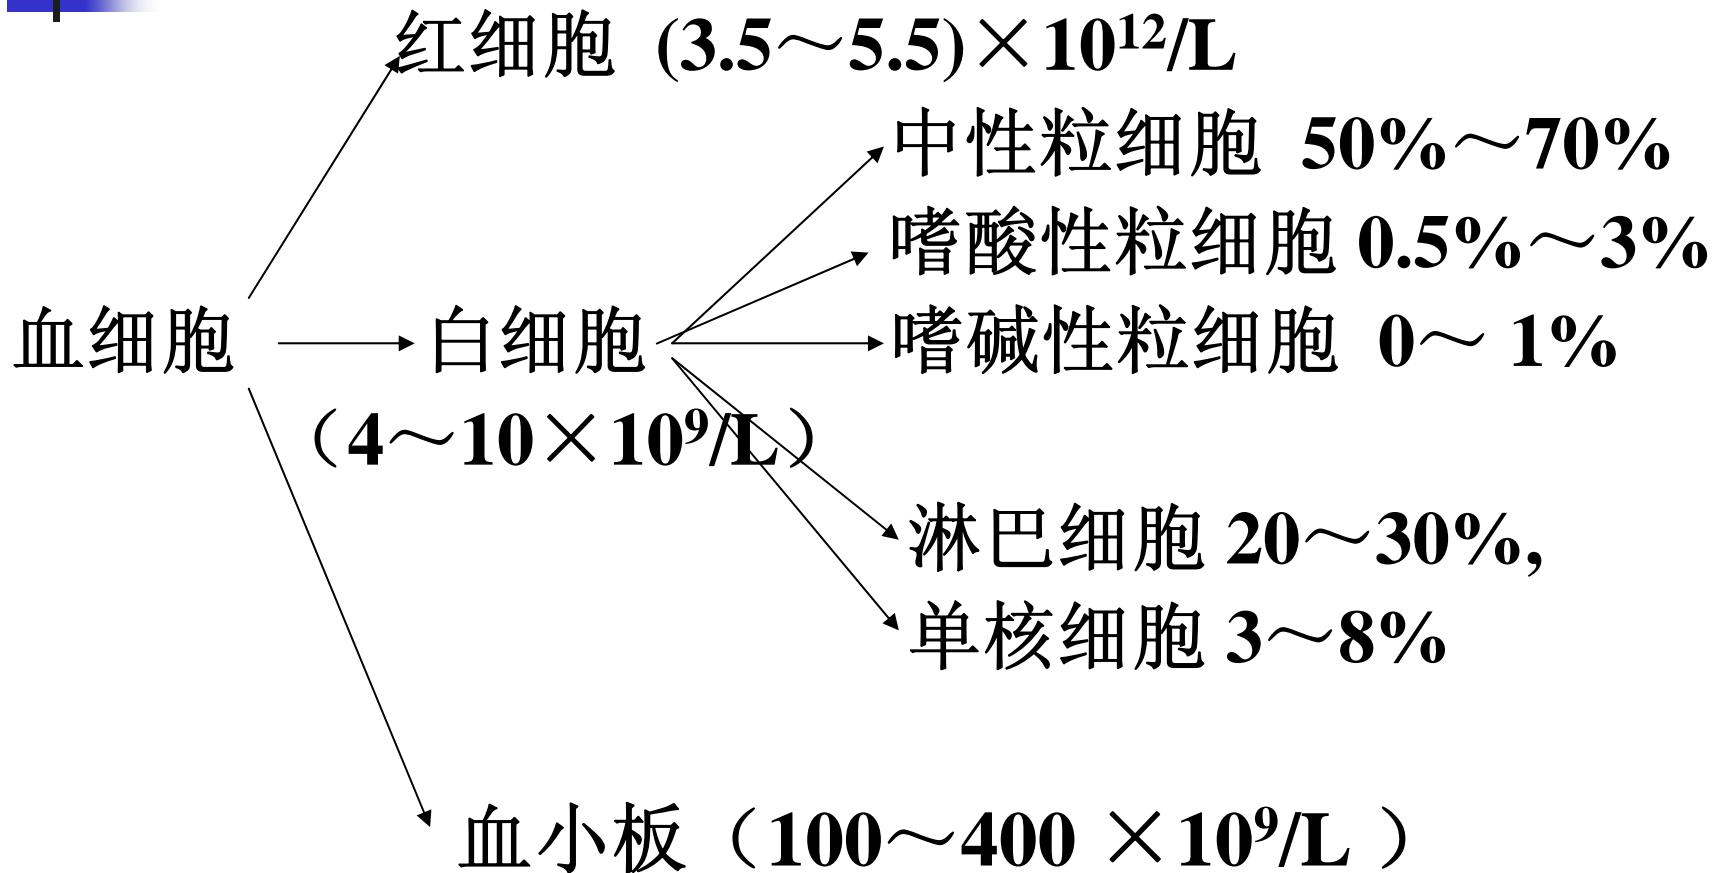 红细胞 (3.5～5.5)×10¹²/L
中性粒细胞 50%～70%
嗜酸性粒细胞 0.5%～3%
血细胞 白细胞 嗜碱性粒细胞 0～ 1%
（4～10×10⁹/L）
淋巴细胞 20～30%,
单核细胞 3～8%
血小板（100～400 ×10⁹/L ）